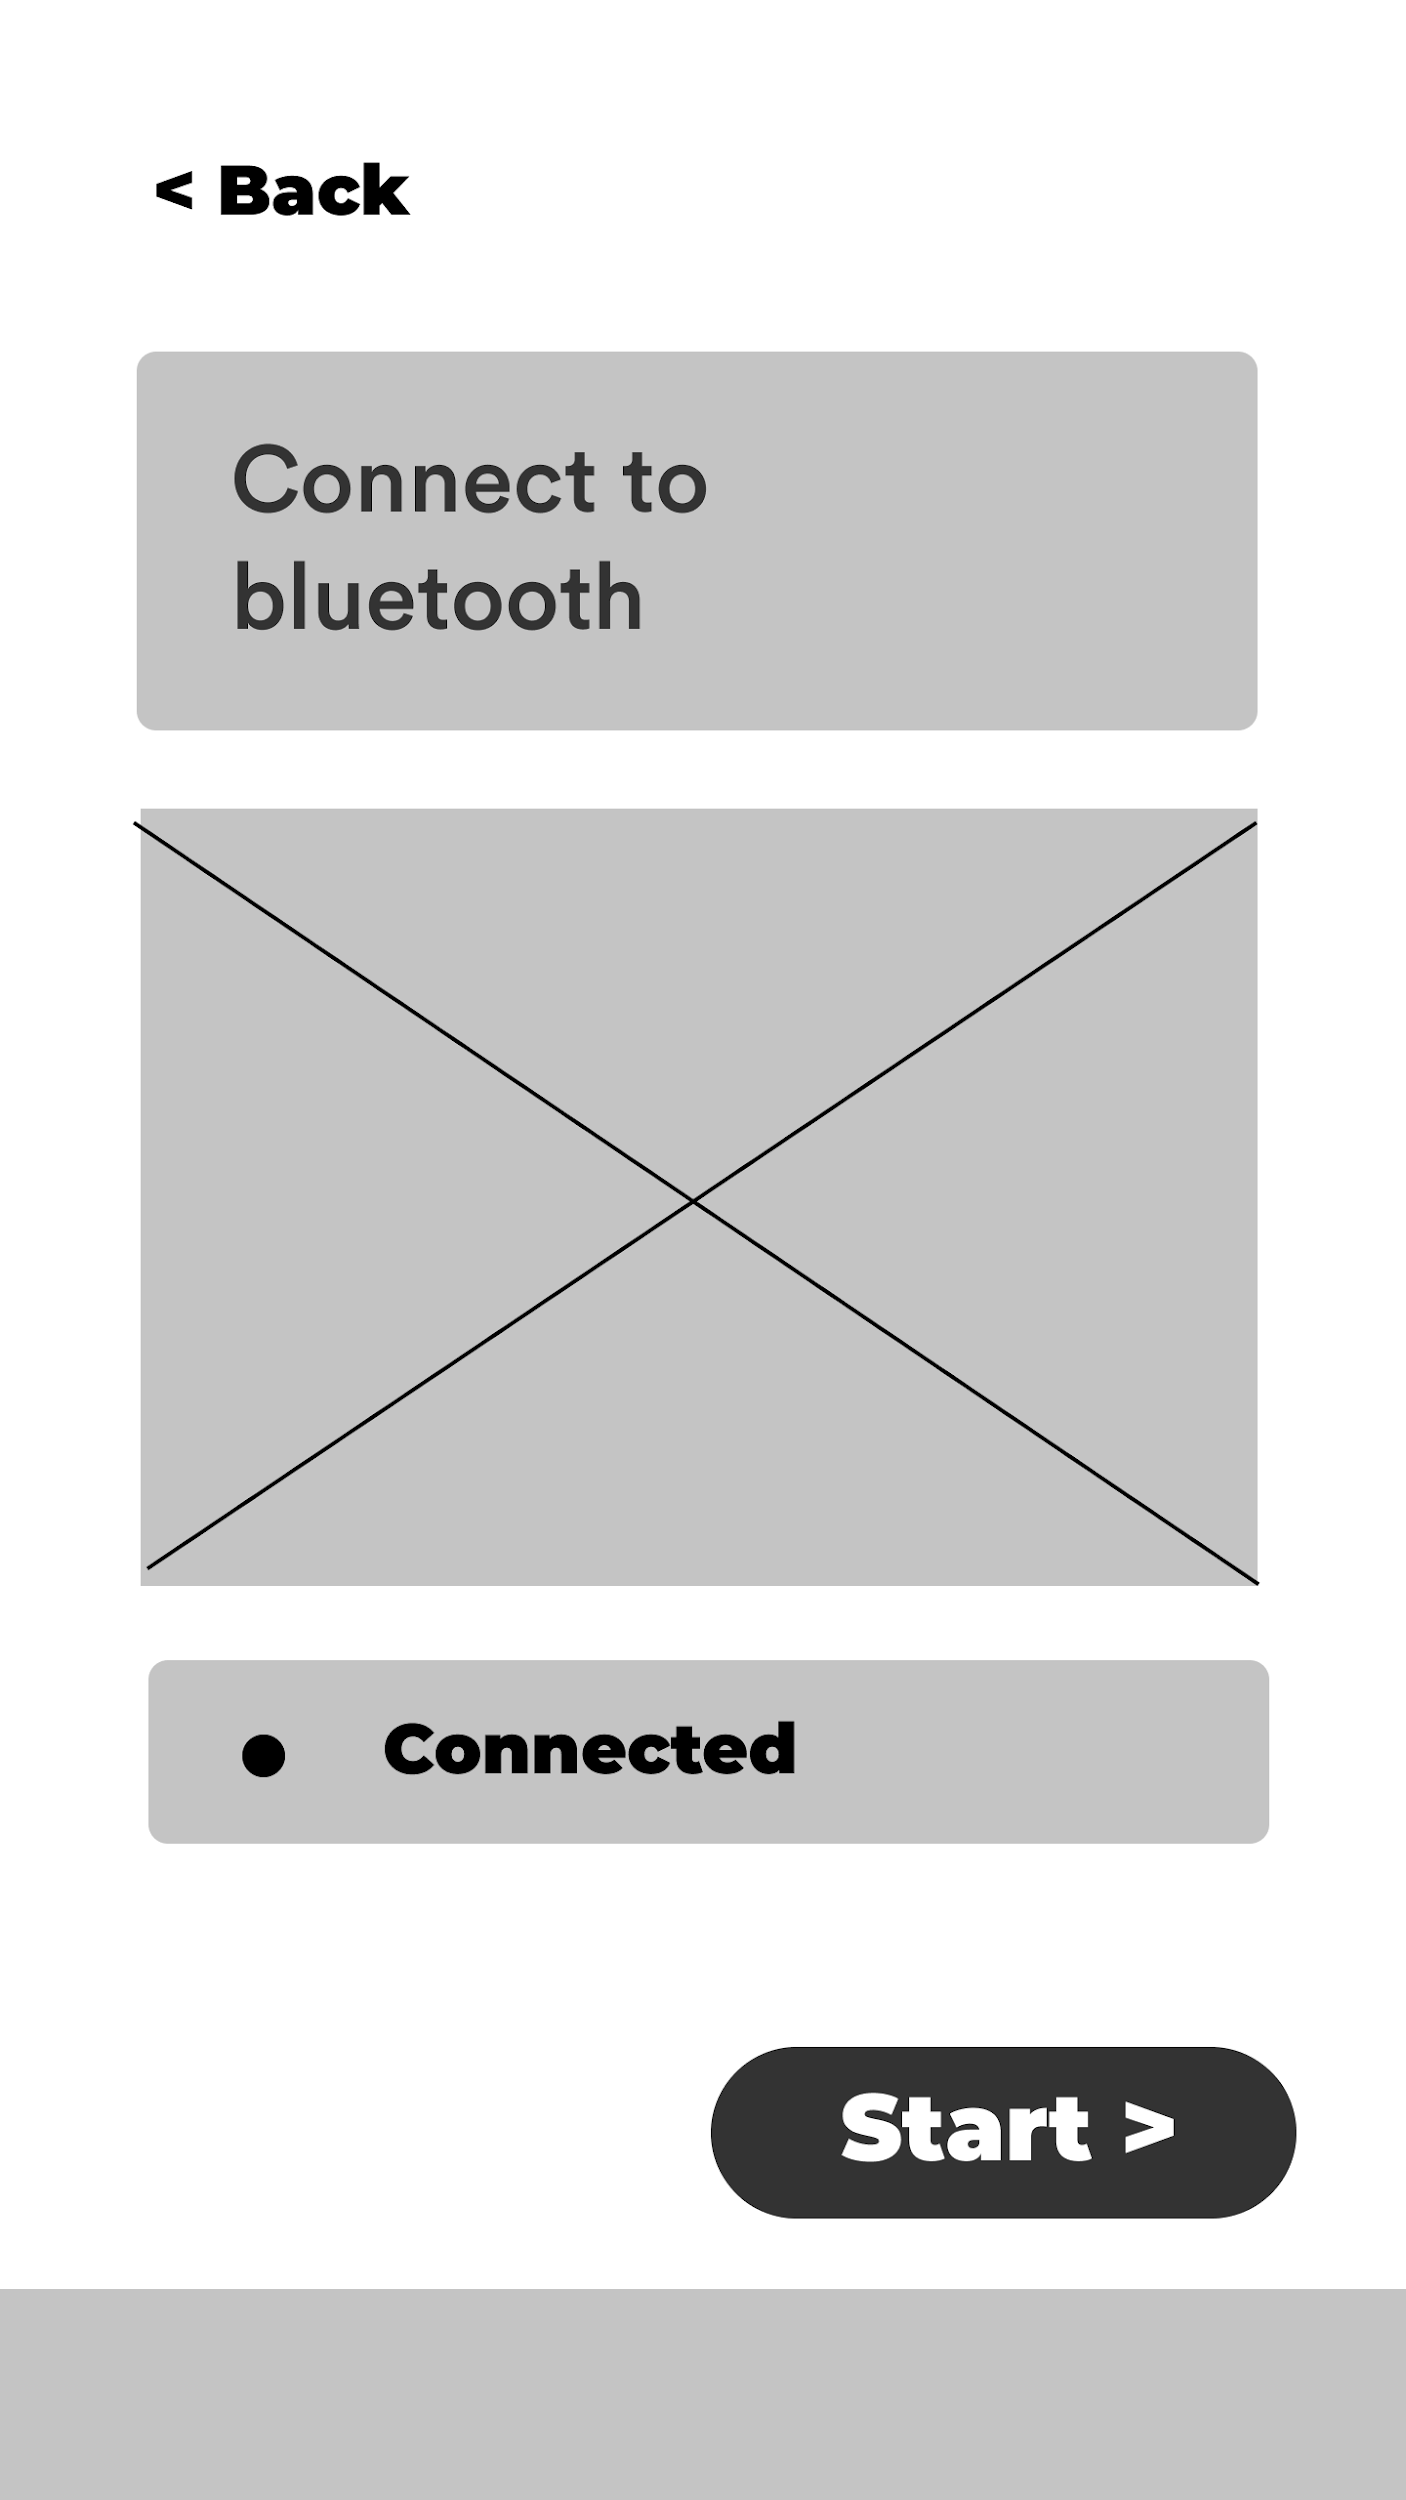 < Back
Connect to
bluetooth
Connected
Start >